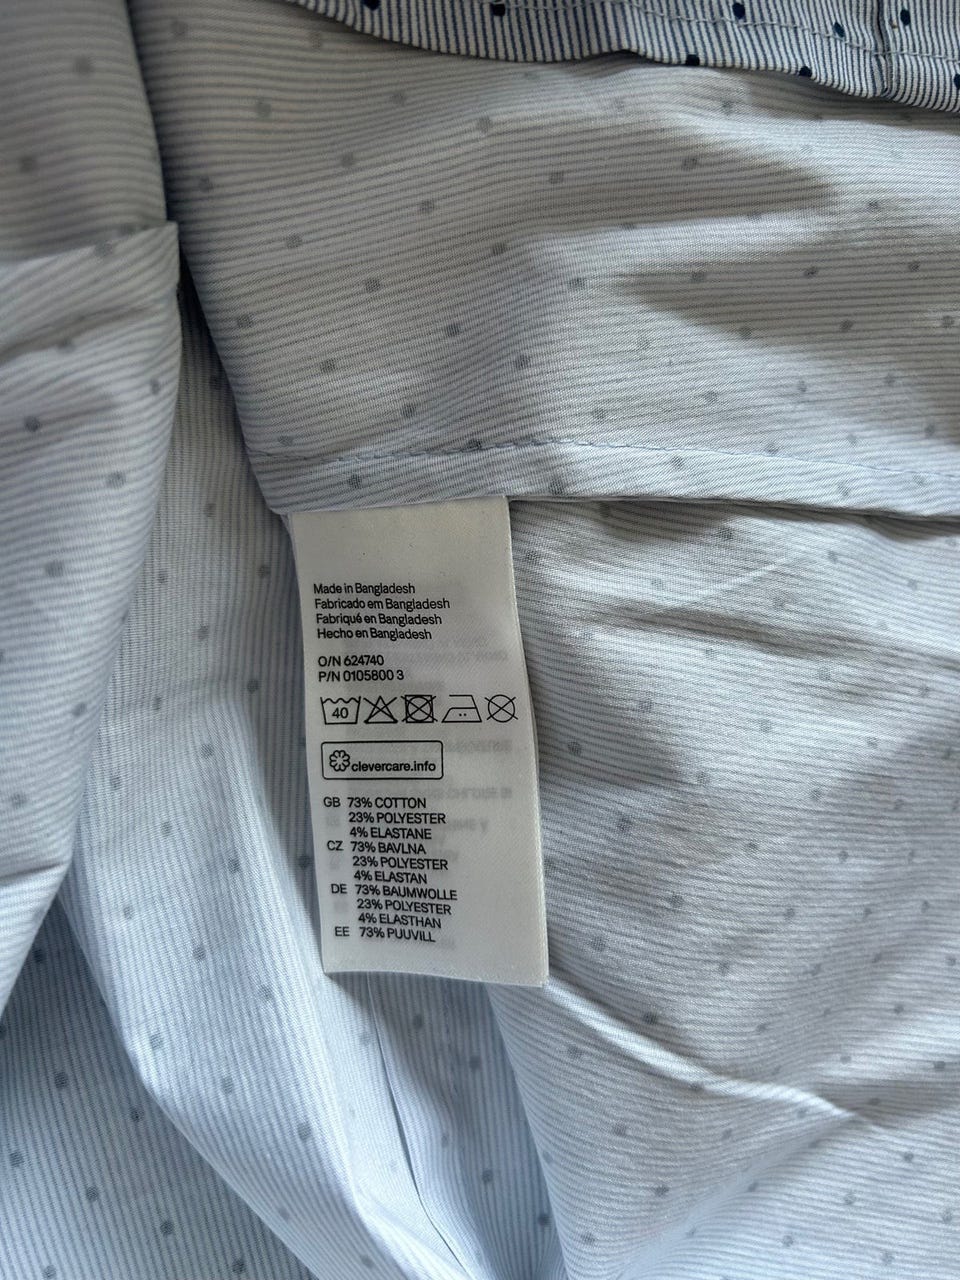 Made in Bangladesh
Fabricado em Bangladesh
Fabriqué en Bangladesh
Hecho en Bangladesh
O/N 624740
P/N 0105800 3
40
clevercare.info
GB 73% COTTON
23% POLYESTER
4% ELASTANE
CZ 73% BAVLNA
23% POLYESTER
4% ELASTAN
DE 73% BAUMWOLLE
23% POLYESTER
4% ELASTHAN
EE 73% PUUVILL